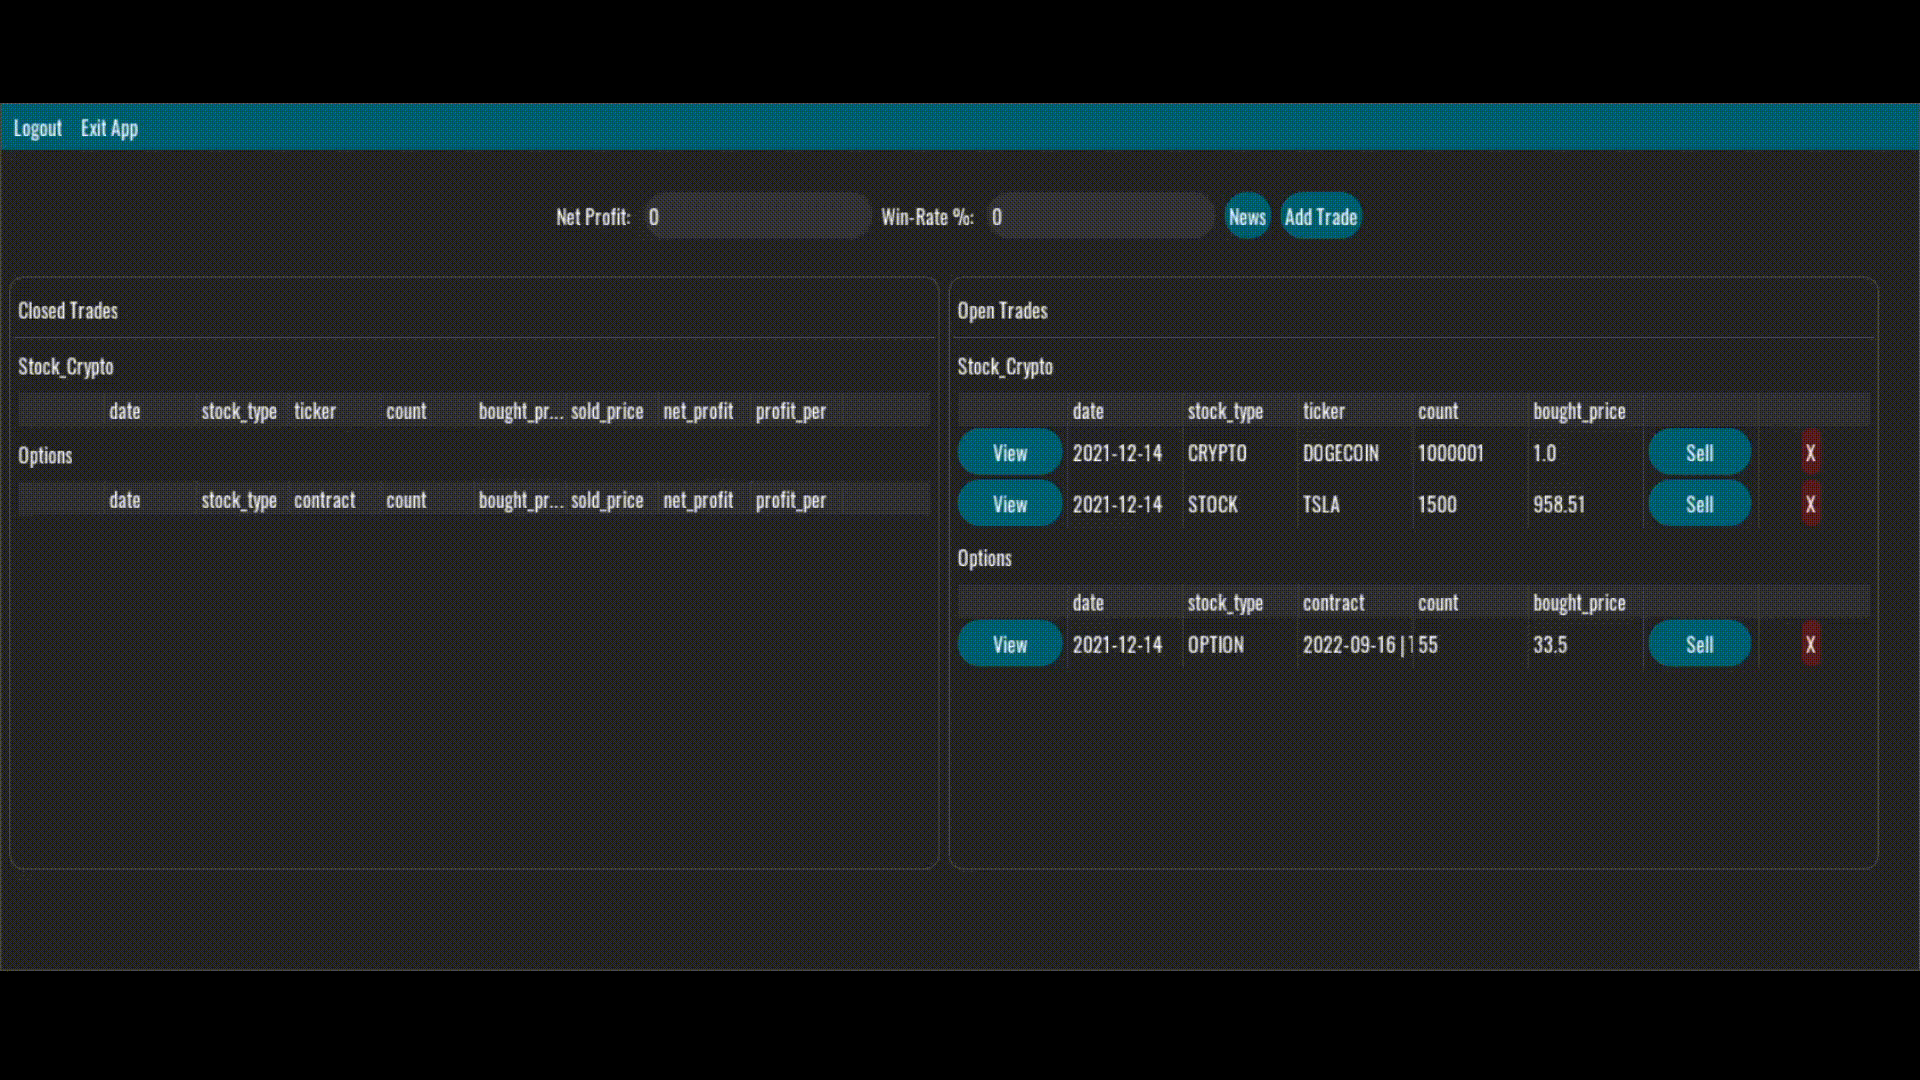 Logout Exit App
Net Profit: 0 Win-Rate %: 0 News Add Trade
Closed Trades
Stock_Crypto
date stock_type ticker count bought_pr... sold_price net_profit profit_per
Options
date stock_type contract count bought_pr... sold_price net_profit profit_per
Open Trades
Stock_Crypto
date stock_type ticker count bought_price
View 2021-12-14 CRYPTO DOGECOIN 1000001 1.0 Sell X
View 2021-12-14 STOCK TSLA 1500 958.51 Sell X
Options
date stock_type contract count bought_price
View 2021-12-14 OPTION 2022-09-16 | 55 33.5 Sell X